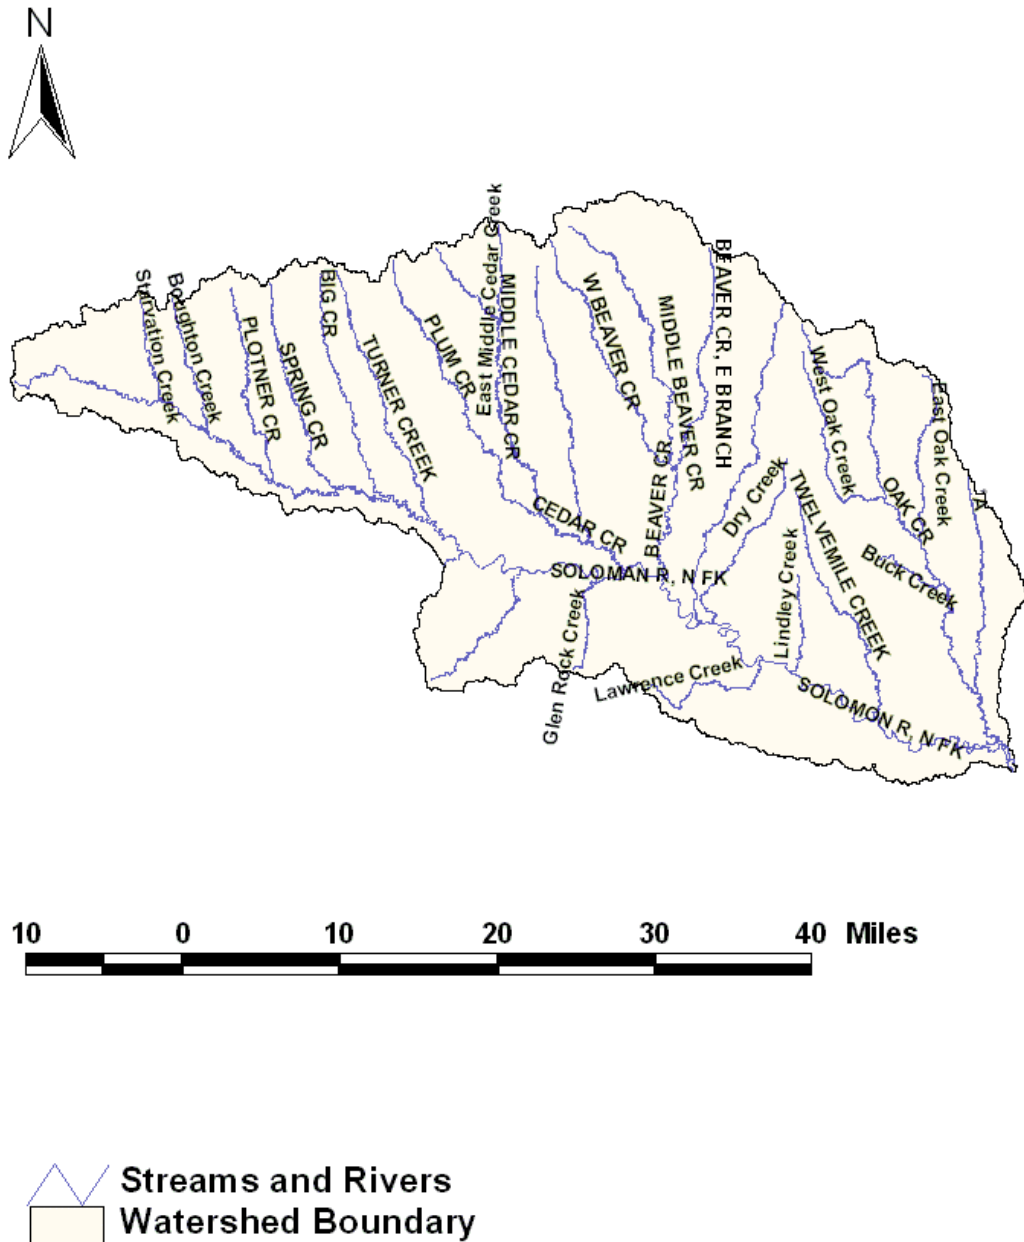 N
Starvation Creek
Boughton Creek
PLOTNER CR
SPRING CR
BIG CR
TURNER CREEK
PLUM CR
East Middle Cedar Creek
MIDDLE CEDAR CR
CEDAR CR
W BEAVER CR
MIDDLE BEAVER CR
BEAVER CR, E BRANCH
BEAVER CR
Dry Creek
West Oak Creek
OAK CR
East Oak Creek
A
Buck Creek
TWELVEMILE CREEK
Lindley Creek
SOLOMAN R, N FK
Glen Rock Creek
Lawrence Creek
SOLOMON R, N FK
10 0 10 20 30 40 Miles
Streams and Rivers
Watershed Boundary